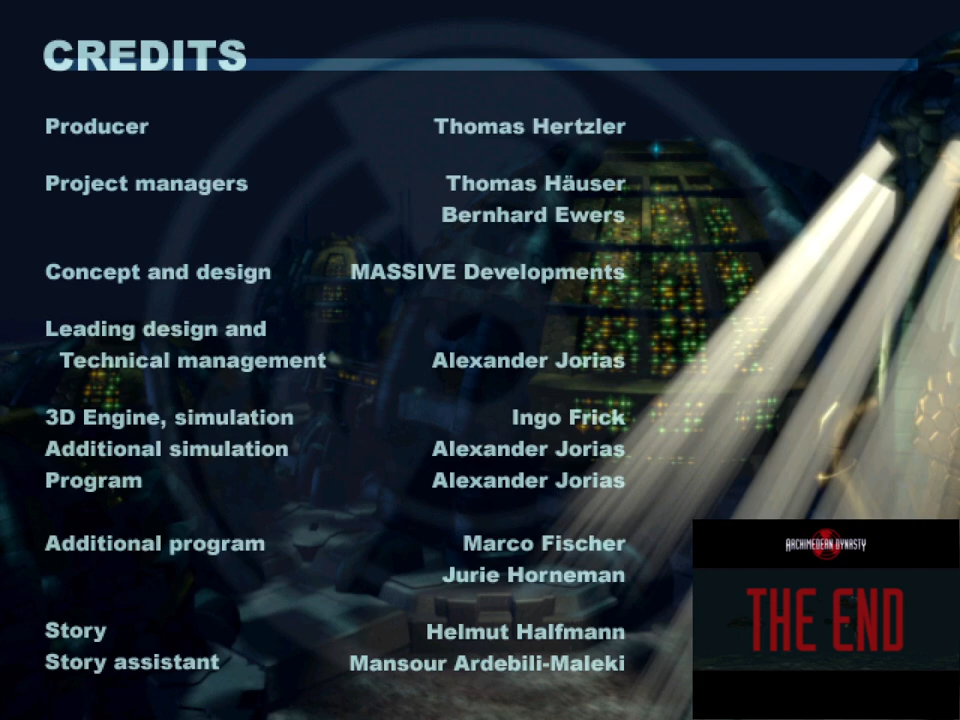 CREDITS
Producer Thomas Hertzler
Project managers Thomas Häuser
Bernhard Ewers
Concept and design MASSIVE Developments
Leading design and
Technical management Alexander Jorias
3D Engine, simulation Ingo Frick
Additional simulation Alexander Jorias
Program Alexander Jorias
Additional program Marco Fischer
Jurie Horneman
Story Helmut Halfmann
Story assistant Mansour Ardebili-Maleki
ARCHIMEDEAN DYNASTY
THE END